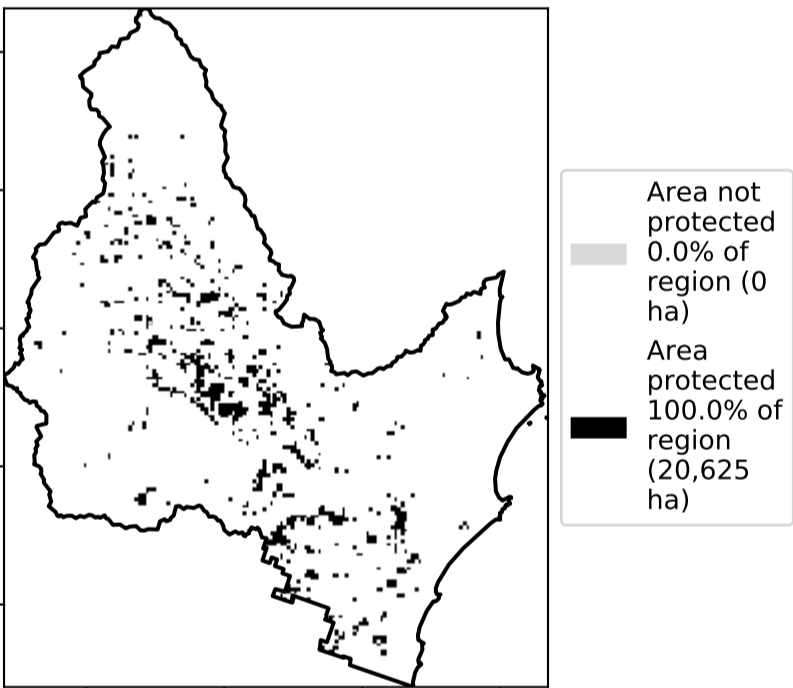 Area not
protected
0.0% of
region (0
ha)
Area
protected
100.0% of
region
(20,625
ha)